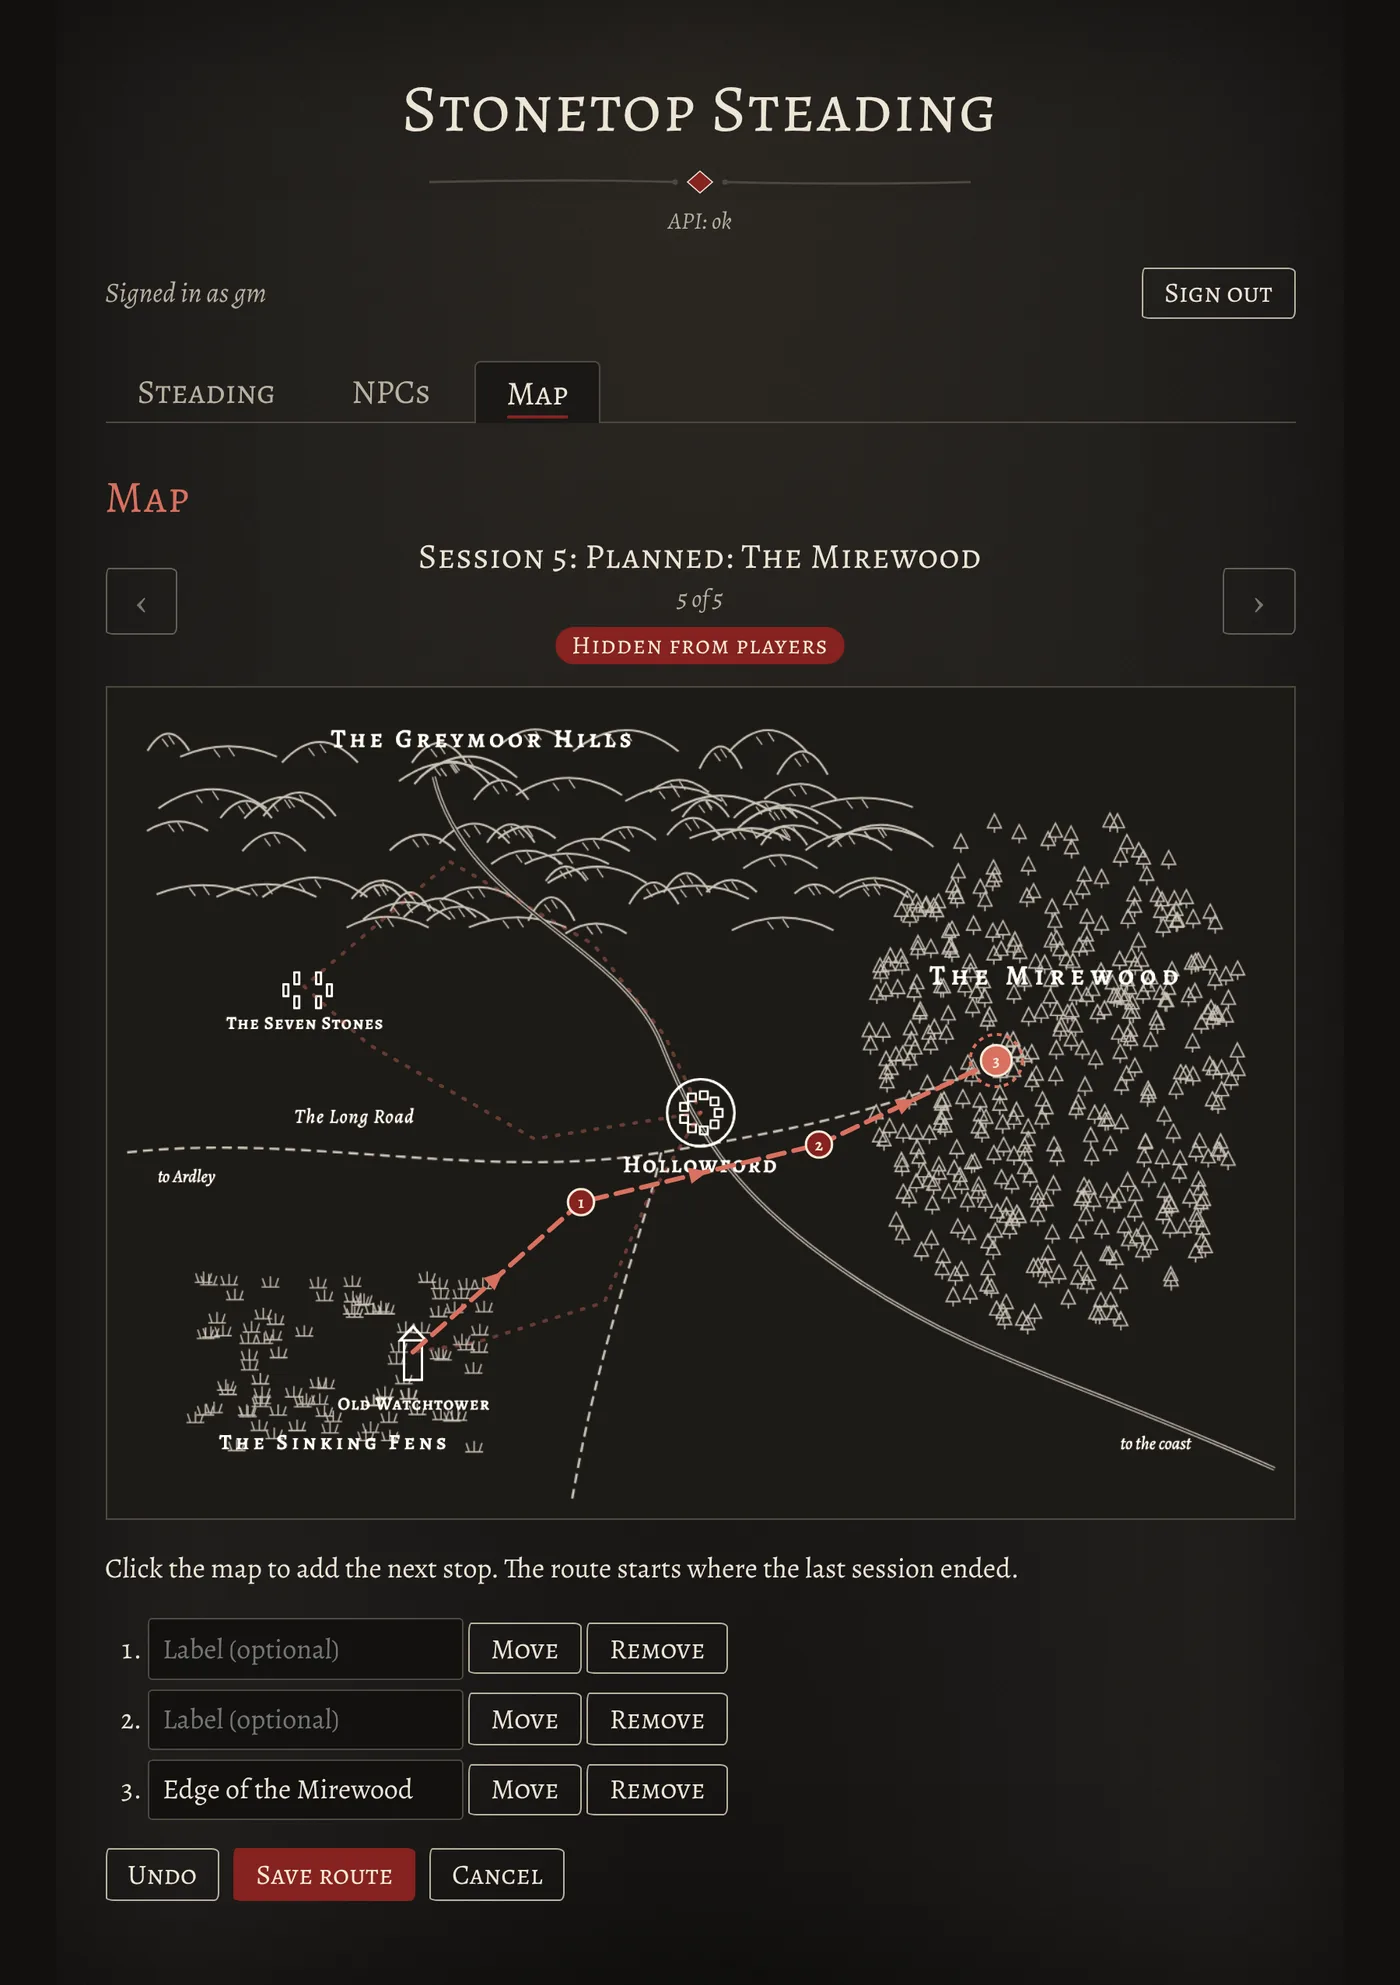 Stonetop Steading
API: ok
Signed in as gm
Sign out
Steading NPCs Map
Map
Session 5: Planned: The Mirewood
‹ 5 of 5 ›
Hidden from players
The Greymoor Hills
The Mirewood
The Seven Stones
3
The Long Road
2
Hollowford
to Ardley
1
Old Watchtower
The Sinking Fens
to the coast
Click the map to add the next stop. The route starts where the last session ended.
1. Label (optional) Move Remove
2. Label (optional) Move Remove
3. Edge of the Mirewood Move Remove
Undo Save route Cancel